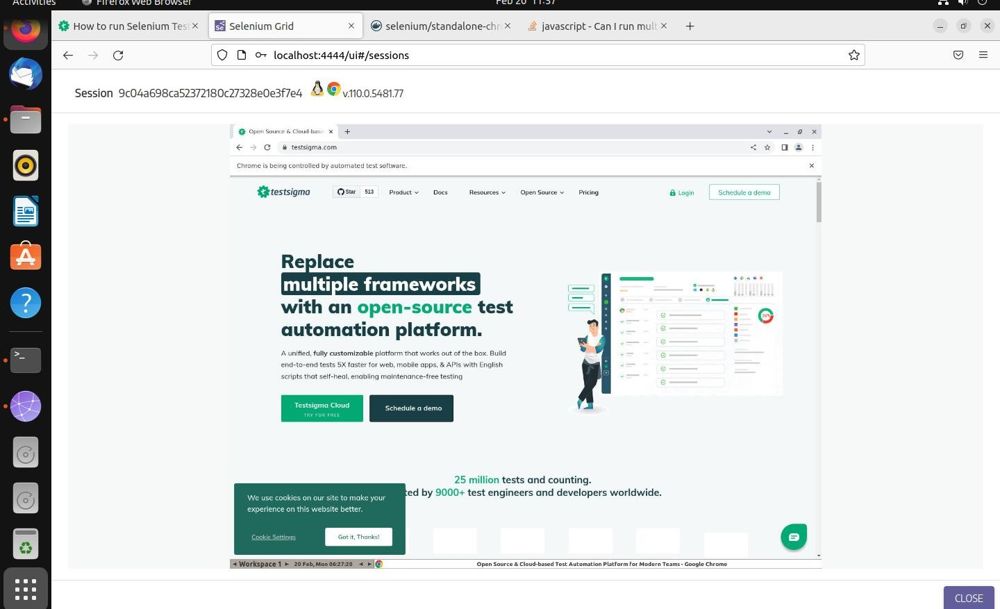 Activities
Firefox Web Browser
Feb 20 11:37
How to run Selenium Tes
Selenium Grid
selenium/standalone-chr
javascript - Can I run mult
localhost:4444/ui#/sessions
Session 9c04a698ca52372180c27328e0e3f7e4 v.110.0.5481.77
Open Source & Cloud-base
testsigma.com
Chrome is being controlled by automated test software.
testsigma
Star 513
Product
Docs
Resources
Open Source
Pricing
Login
Schedule a demo
Replace
multiple frameworks
with an open-source test
automation platform.
A unified, fully customizable platform that works out of the box. Build
end-to-end tests 5X faster for web, mobile apps, & APIs with English
scripts that self-heal, enabling maintenance-free testing
Testsigma Cloud
TRY FOR FREE
Schedule a demo
25 million tests and counting.
ted by 9000+ test engineers and developers worldwide.
We use cookies on our site to make your
experience on this website better.
Cookie Settings
Got it, Thanks!
Workspace 1
20 Feb, Mon 06:27:20
Open Source & Cloud-based Test Automation Platform for Modern Teams - Google Chrome
CLOSE